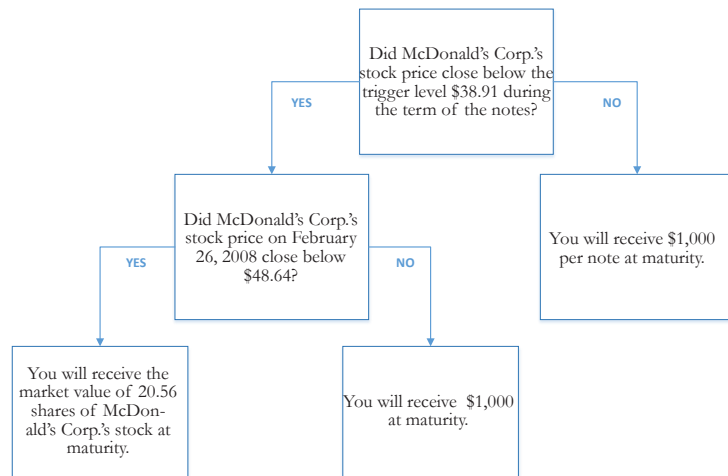 Did McDonald's Corp.'s
stock price close below the
trigger level $38.91 during
the term of the notes?
YES
NO
Did McDonald's Corp.'s
stock price on February
26, 2008 close below
$48.64?
You will receive $1,000
per note at maturity.
YES
NO
You will receive the
market value of 20.56
shares of McDon-
ald's Corp.'s stock at
maturity.
You will receive $1,000
at maturity.